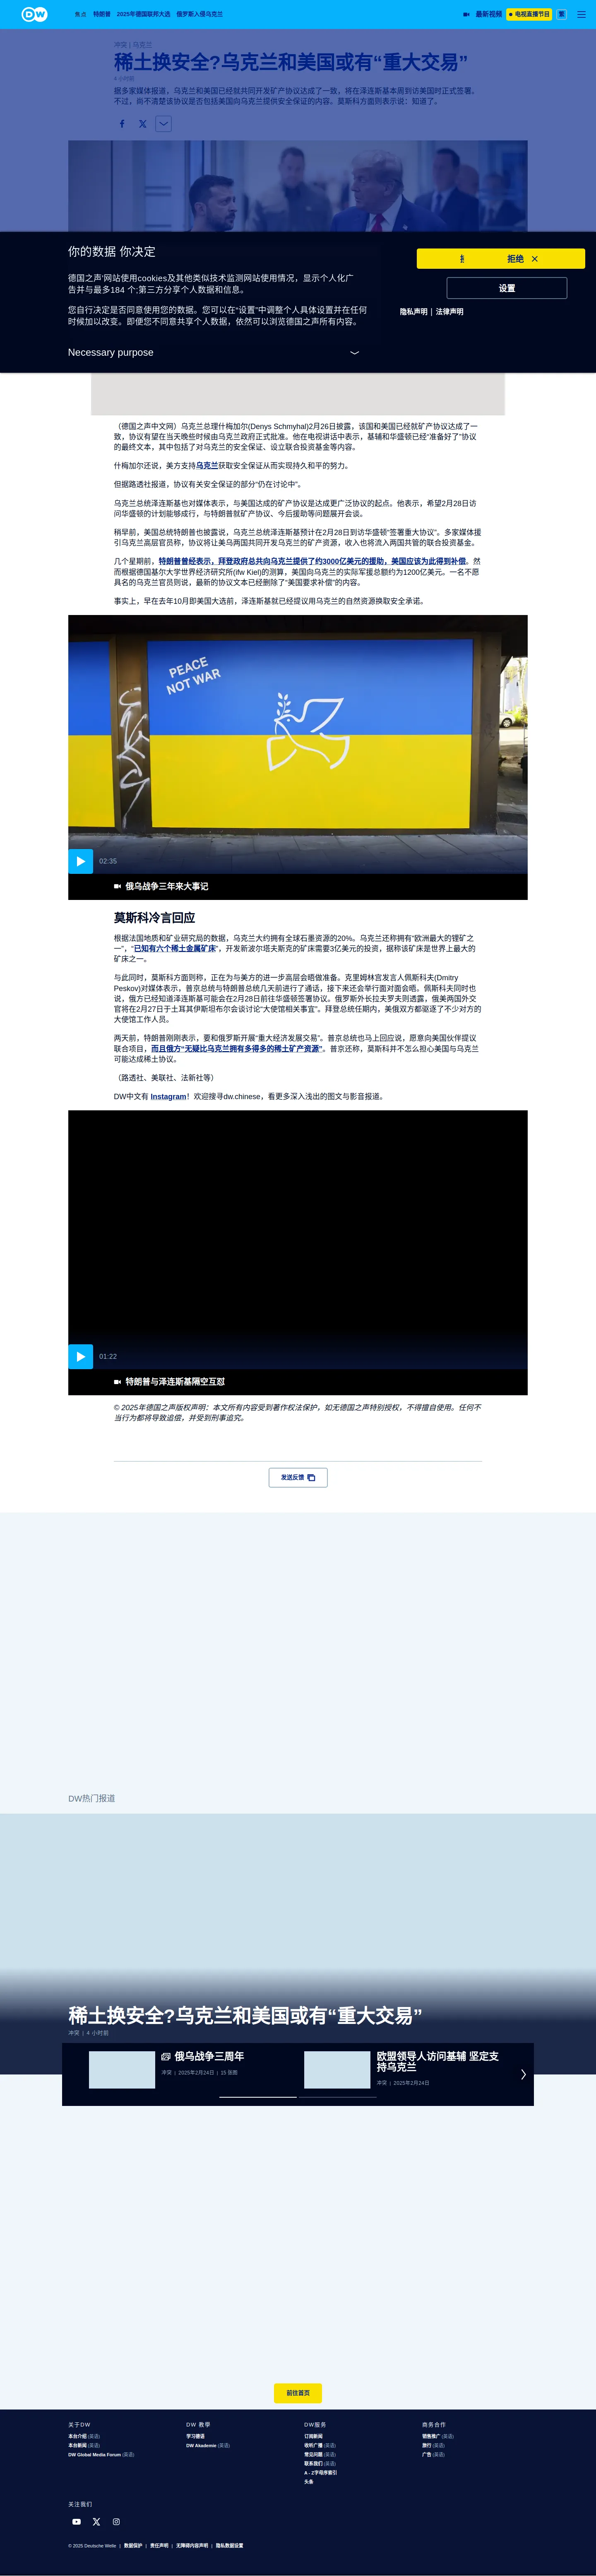 DW
焦点
特朗普
2025年德国联邦大选
俄罗斯入侵乌克兰
最新视频
电视直播节目
繁
冲突 | 乌克兰
稀土换安全?乌克兰和美国或有“重大交易”
4 小时前
据多家媒体报道，乌克兰和美国已经就共同开发矿产协议达成了一致，将在泽连斯基本周到访美国时正式签署。
不过，尚不清楚该协议是否包括美国向乌克兰提供安全保证的内容。莫斯科方面则表示说：知道了。
你的数据 你决定
德国之声'网站使用cookies及其他类似技术监测网站使用情况，显示个人化广
告并与最多184 个;第三方分享个人数据和信息。
您自行决定是否同意使用您的数据。您可以在“设置”中调整个人具体设置并在任何
时候加以改变。即便您不同意共享个人数据，依然可以浏览德国之声所有内容。
Necessary purpose
拒绝
设置
隐私声明 | 法律声明
（德国之声中文网）乌克兰总理什梅加尔(Denys Schmyhal)2月26日披露，该国和美国已经就矿产协议达成了一
致，协议有望在当天晚些时候由乌克兰政府正式批准。他在电视讲话中表示，基辅和华盛顿已经“准备好了”协议
的最终文本，其中包括了对乌克兰的安全保证、设立联合投资基金等内容。
什梅加尔还说，美方支持乌克兰获取安全保证从而实现持久和平的努力。
但据路透社报道，协议有关安全保证的部分“仍在讨论中”。
乌克兰总统泽连斯基也对媒体表示，与美国达成的矿产协议是达成更广泛协议的起点。他表示，希望2月28日访
问华盛顿的计划能够成行，与特朗普就矿产协议、今后援助等问题展开会谈。
稍早前，美国总统特朗普也披露说，乌克兰总统泽连斯基预计在2月28日到访华盛顿“签署重大协议”。多家媒体援
引乌克兰高层官员称，协议将让美乌两国共同开发乌克兰的矿产资源，收入也将流入两国共管的联合投资基金。
几个星期前，特朗普曾经表示，拜登政府总共向乌克兰提供了约3000亿美元的援助，美国应该为此得到补偿。然
而根据德国基尔大学世界经济研究所(ifw Kiel)的测算，美国向乌克兰的实际军援总额约为1200亿美元。一名不愿
具名的乌克兰官员则说，最新的协议文本已经删除了“美国要求补偿”的内容。
事实上，早在去年10月即美国大选前，泽连斯基就已经提议用乌克兰的自然资源换取安全承诺。
PEACE
NOT WAR
02:35
俄乌战争三年来大事记
莫斯科冷言回应
根据法国地质和矿业研究局的数据，乌克兰大约拥有全球石墨资源的20%。乌克兰还称拥有“欧洲最大的锂矿之
一”，“已知有六个稀土金属矿床”，开发新波尔塔夫斯克的矿床需要3亿美元的投资，据称该矿床是世界上最大的
矿床之一。
与此同时，莫斯科方面则称，正在为与美方的进一步高层会晤做准备。克里姆林宫发言人佩斯科夫(Dmitry
Peskov)对媒体表示，普京总统与特朗普总统几天前进行了通话，接下来还会举行面对面会晤。佩斯科夫同时也
说，俄方已经知道泽连斯基可能会在2月28日前往华盛顿签署协议。俄罗斯外长拉夫罗夫则透露，俄美两国外交
官将在2月27日于土耳其伊斯坦布尔会谈讨论“大使馆相关事宜”。拜登总统任期内，美俄双方都驱逐了不少对方的
大使馆工作人员。
两天前，特朗普刚刚表示，要和俄罗斯开展“重大经济发展交易”。普京总统也马上回应说，愿意向美国伙伴提议
联合项目，而且俄方“无疑比乌克兰拥有多得多的稀土矿产资源”。普京还称，莫斯科并不怎么担心美国与乌克兰
可能达成稀土协议。
（路透社、美联社、法新社等）
DW中文有 Instagram！欢迎搜寻dw.chinese，看更多深入浅出的图文与影音报道。
01:22
特朗普与泽连斯基隔空互怼
© 2025年德国之声版权声明：本文所有内容受到著作权法保护，如无德国之声特别授权，不得擅自使用。任何不
当行为都将导致追偿，并受到刑事追究。
发送反馈
DW热门报道
稀土换安全?乌克兰和美国或有“重大交易”
冲突 | 4 小时前
俄乌战争三周年
冲突 | 2025年2月24日 | 15 张图
欧盟领导人访问基辅 坚定支
持乌克兰
冲突 | 2025年2月24日
前往首页
关于DW
本台介绍 (英语)
本台新闻 (英语)
DW Global Media Forum (英语)
DW 教學
学习德语
DW Akademie (英语)
DW服务
订阅新闻
收听广播 (英语)
常见问题 (英语)
联系我们 (英语)
A - Z字母序索引
头条
商务合作
销售推广 (英语)
旅行 (英语)
广告 (英语)
关注我们
© 2025 Deutsche Welle | 数据保护 | 责任声明 | 无障碍内容声明 | 隐私数据设置